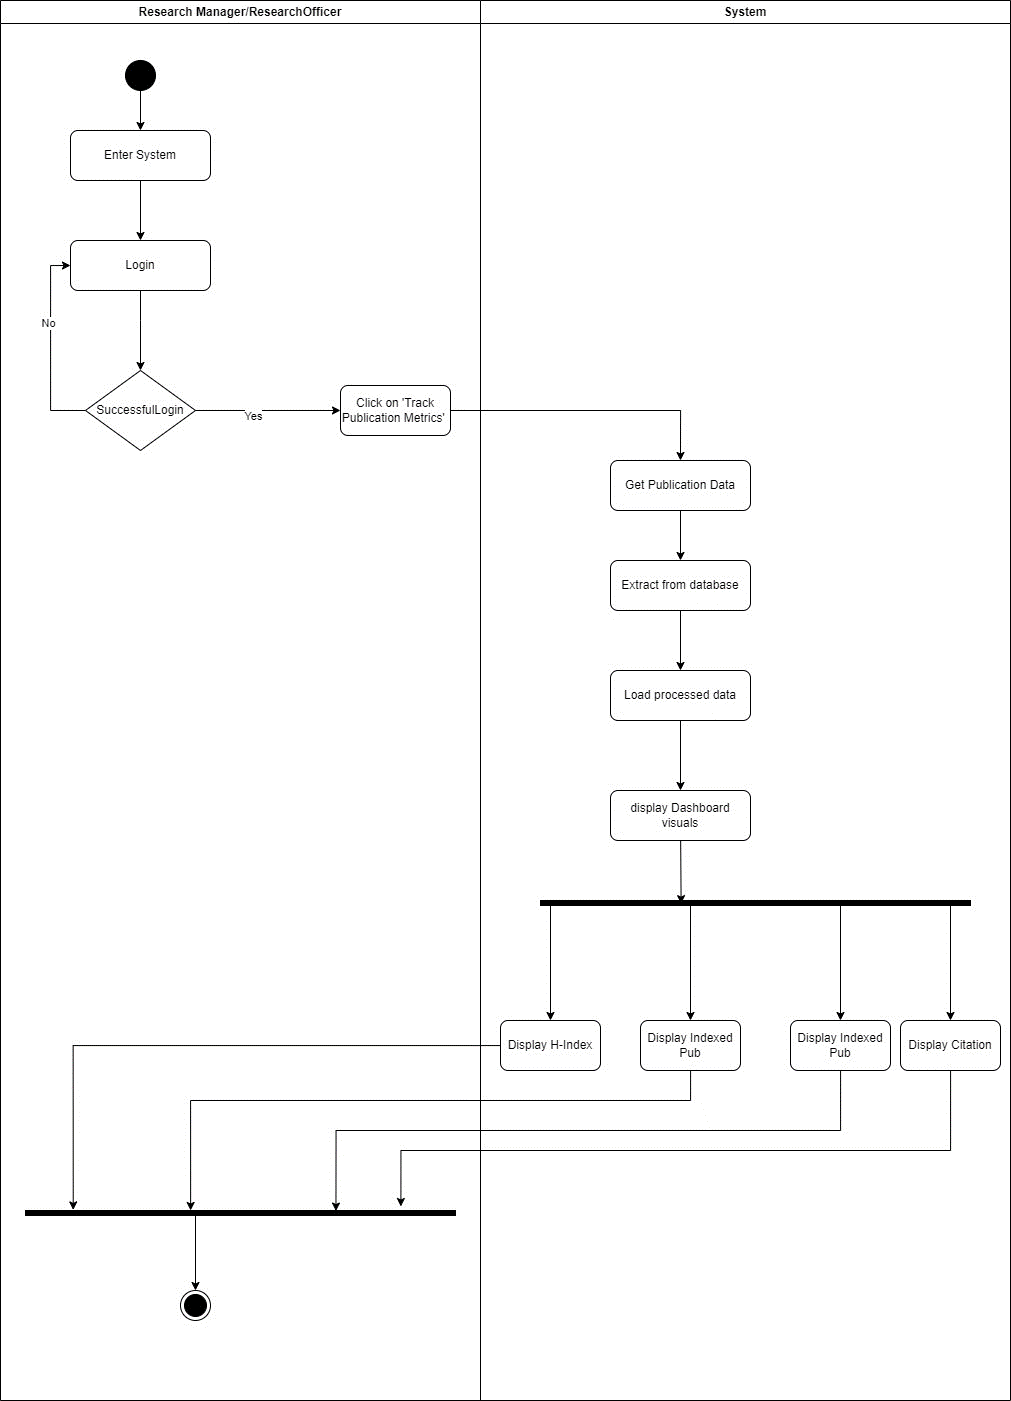 Research Manager/ResearchOfficer
System
Enter System
Login
No
SuccessfulLogin
Yes
Click on 'Track
Publication Metrics'
Get Publication Data
Extract from database
Load processed data
display Dashboard
visuals
Display H-Index
Display Indexed
Pub
Display Indexed
Pub
Display Citation